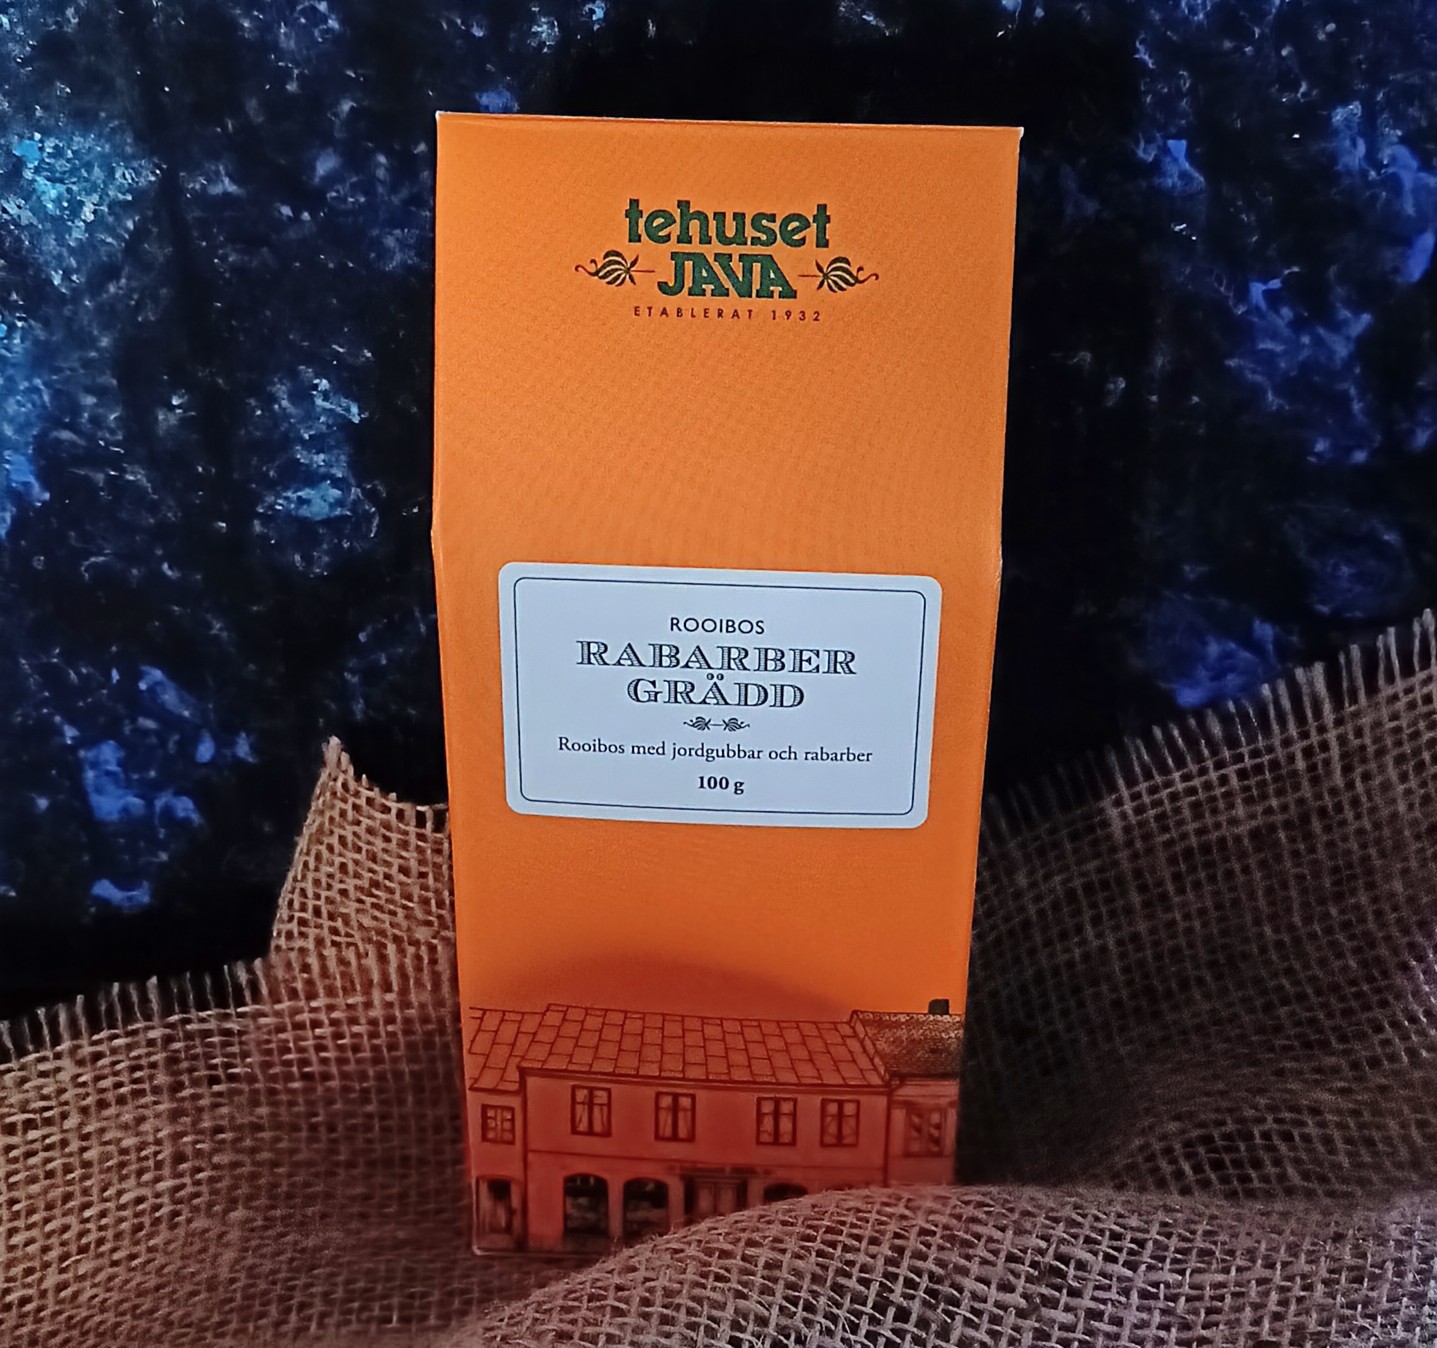 tehuset
JAVA
ETABLERAT 1932
ROOIBOS
RABARBER
GRÄDD
Rooibos med jordgubbar och rabarber
100 g